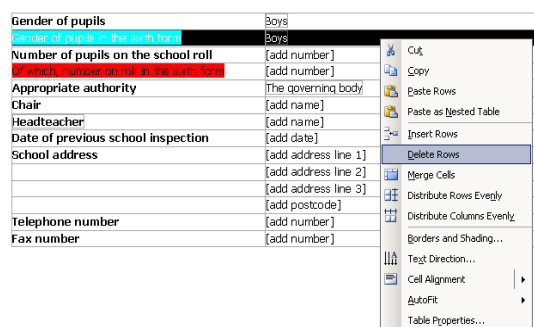 Gender of pupils Boys
Gender of pupils in the sixth form Boys
Number of pupils on the school roll [add number]
Of which, number on roll in the sixth form [add number]
Appropriate authority The governing body
Chair [add name]
Headteacher [add name]
Date of previous school inspection [add date]
School address [add address line 1]
[add address line 2]
[add address line 3]
[add postcode]
Telephone number [add number]
Fax number [add number]
Cut
Copy
Paste Rows
Paste as Nested Table
Insert Rows
Delete Rows
Merge Cells
Distribute Rows Evenly
Distribute Columns Evenly
Borders and Shading...
Text Direction...
Cell Alignment
AutoFit
Table Properties...